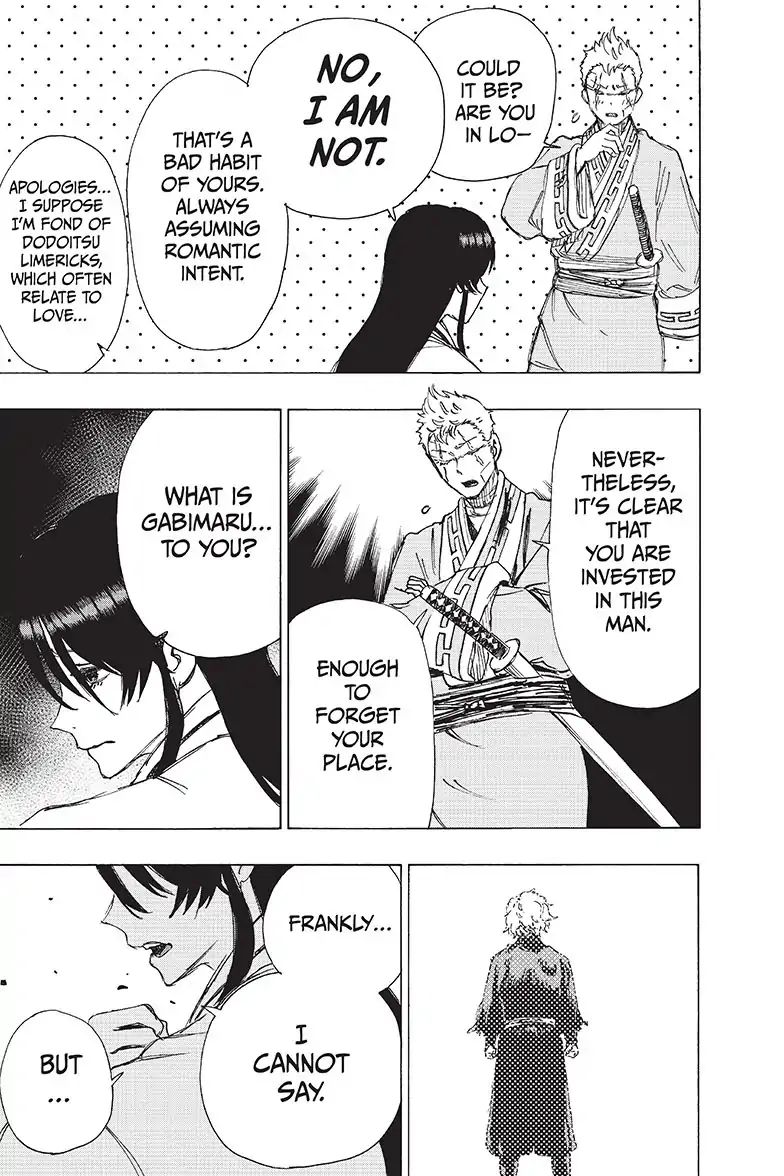 COULD
IT BE?
ARE YOU
IN LO—
NO,
I AM
NOT.
THAT'S A
BAD HABIT
OF YOURS.
ALWAYS
ASSUMING
ROMANTIC
INTENT.
APOLOGIES...
I SUPPOSE
I'M FOND OF
DODOITSU
LIMERICKS,
WHICH OFTEN
RELATE TO
LOVE...
NEVER-
THELESS,
IT'S CLEAR
THAT
YOU ARE
INVESTED
IN THIS
MAN.
ENOUGH
TO
FORGET
YOUR
PLACE.
WHAT IS
GABIMARU...
TO YOU?
FRANKLY...
I
CANNOT
SAY.
BUT
...